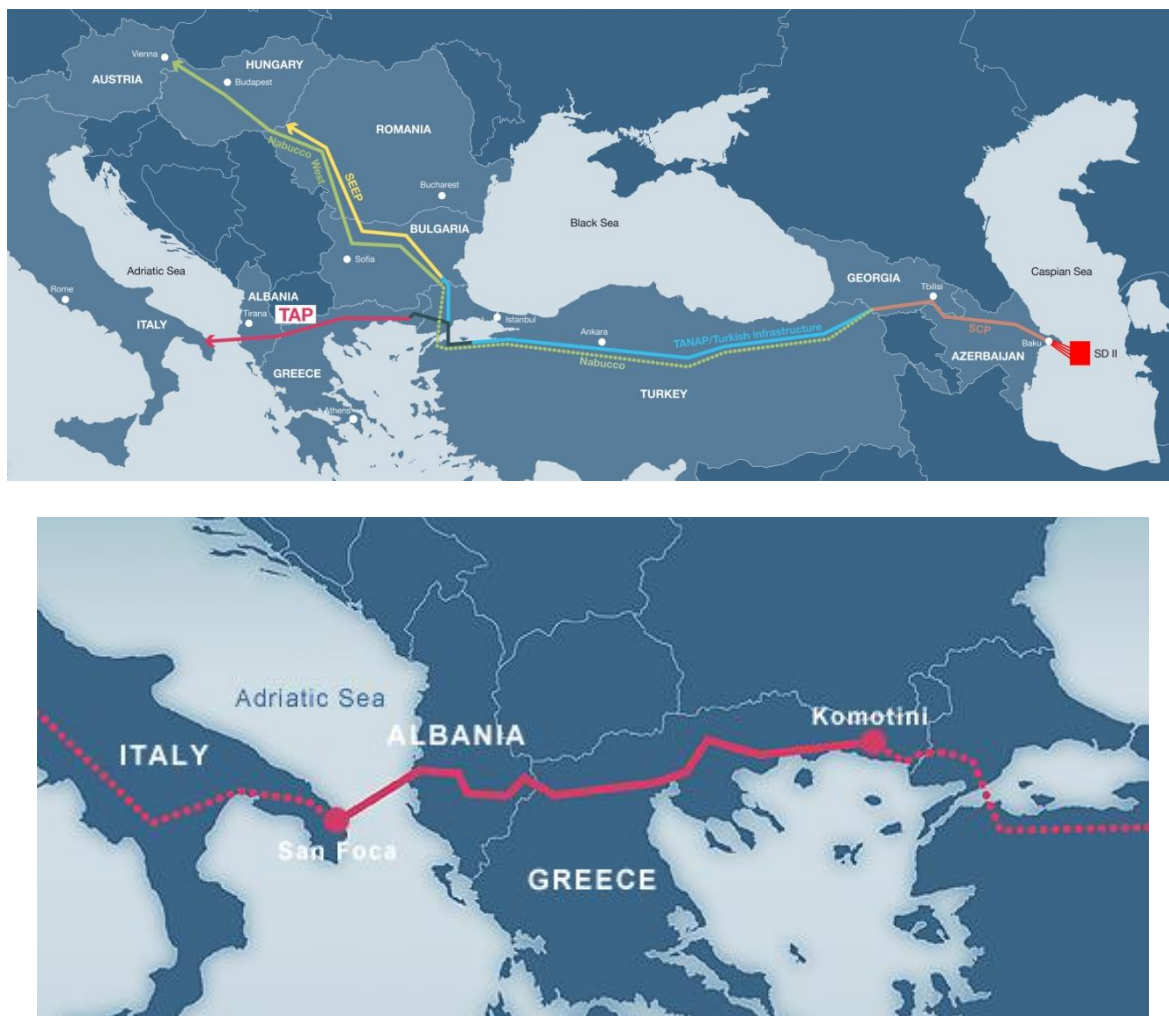 Vienna
AUSTRIA
HUNGARY
Budapest
ROMANIA
Nabucco West
SEEP
Bucharest
BULGARIA
Sofia
Black Sea
Adriatic Sea
Rome
ITALY
ALBANIA
Tirana
TAP
GREECE
Athens
Istanbul
Ankara
TANAP/Turkish Infrastructure
Nabucco
TURKEY
GEORGIA
Tbilisi
Caspian Sea
SCP
Baku
AZERBAIJAN
SD II
Adriatic Sea
ITALY
ALBANIA
Komotini
San Foca
GREECE